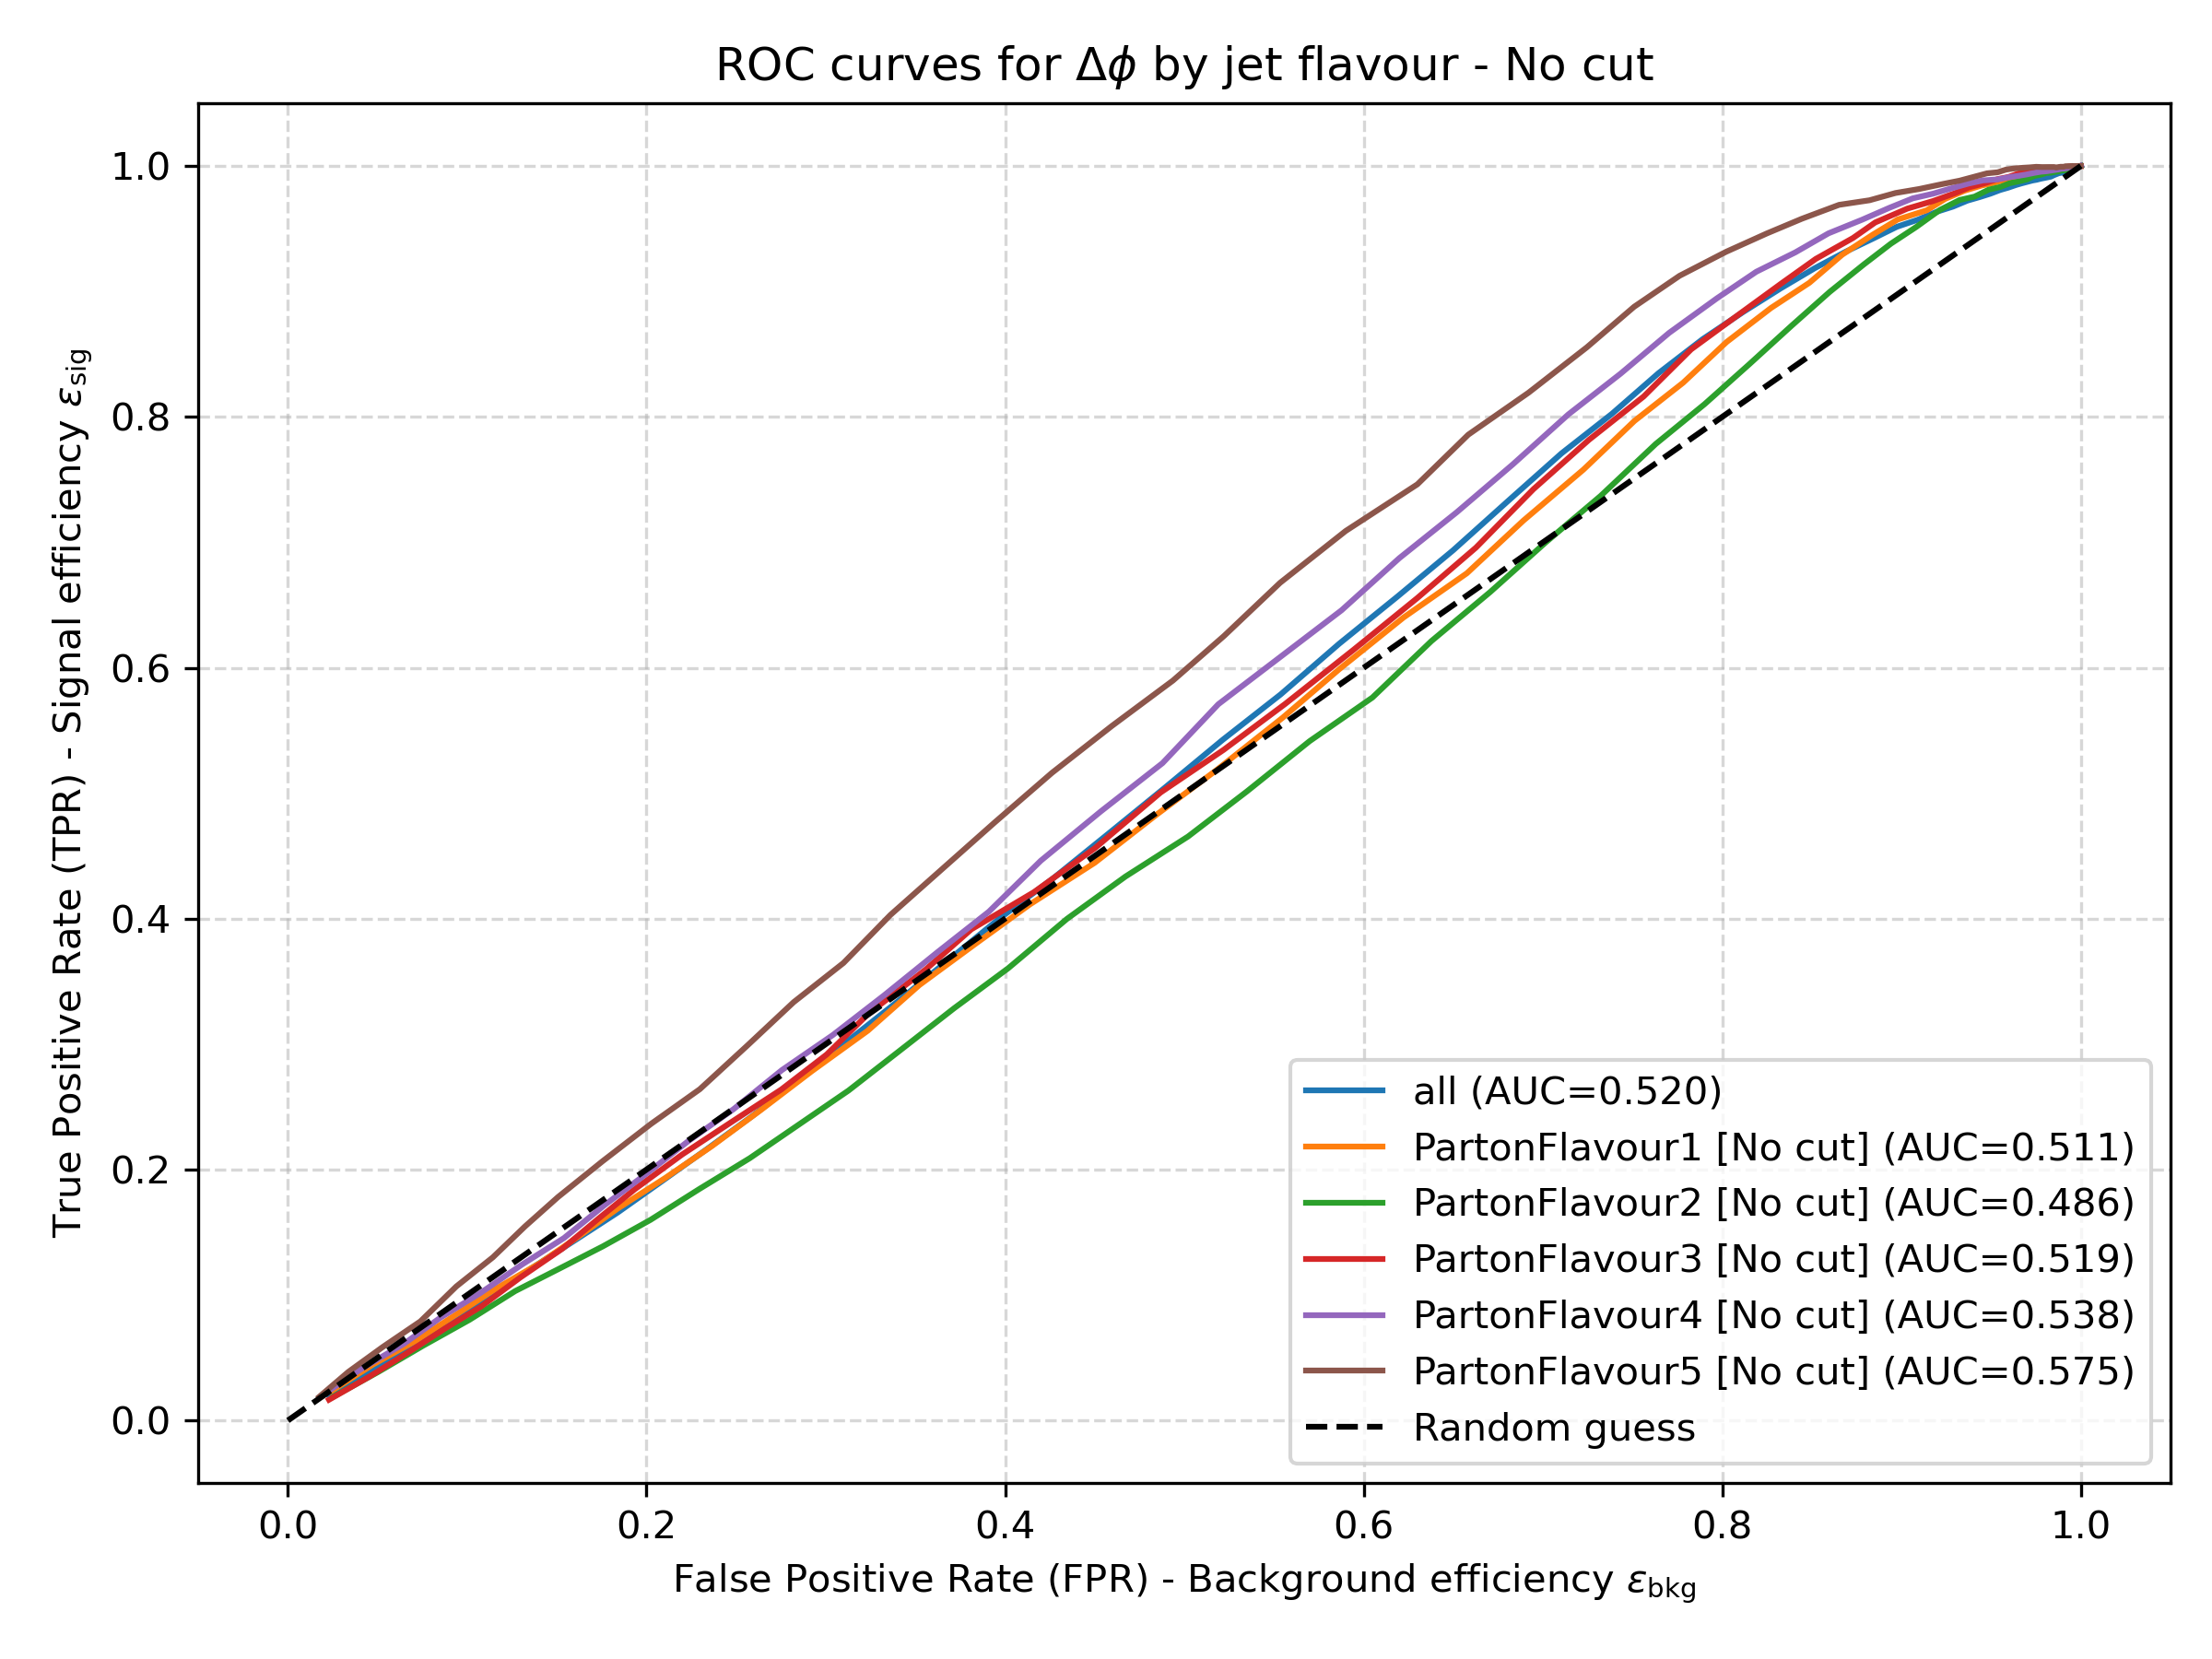 ROC curves for Δϕ by jet flavour - No cut
True Positive Rate (TPR) - Signal efficiency ε_sig
1.0
0.8
0.6
0.4
0.2
0.0
all (AUC=0.520)
PartonFlavour1 [No cut] (AUC=0.511)
PartonFlavour2 [No cut] (AUC=0.486)
PartonFlavour3 [No cut] (AUC=0.519)
PartonFlavour4 [No cut] (AUC=0.538)
PartonFlavour5 [No cut] (AUC=0.575)
Random guess
0.0 0.2 0.4 0.6 0.8 1.0
False Positive Rate (FPR) - Background efficiency ε_bkg